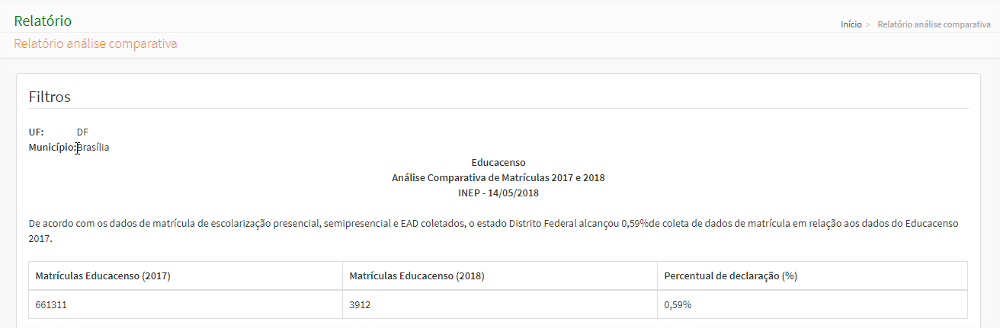 Relatório
Início > Relatório análise comparativa
Relatório análise comparativa
Filtros
UF: DF
Município: Brasília
Educacenso
Análise Comparativa de Matrículas 2017 e 2018
INEP - 14/05/2018
De acordo com os dados de matrícula de escolarização presencial, semipresencial e EAD coletados, o estado Distrito Federal alcançou 0,59%de coleta de dados de matrícula em relação aos dados do Educacenso
2017.
Matrículas Educacenso (2017) Matrículas Educacenso (2018) Percentual de declaração (%)
661311 3912 0,59%